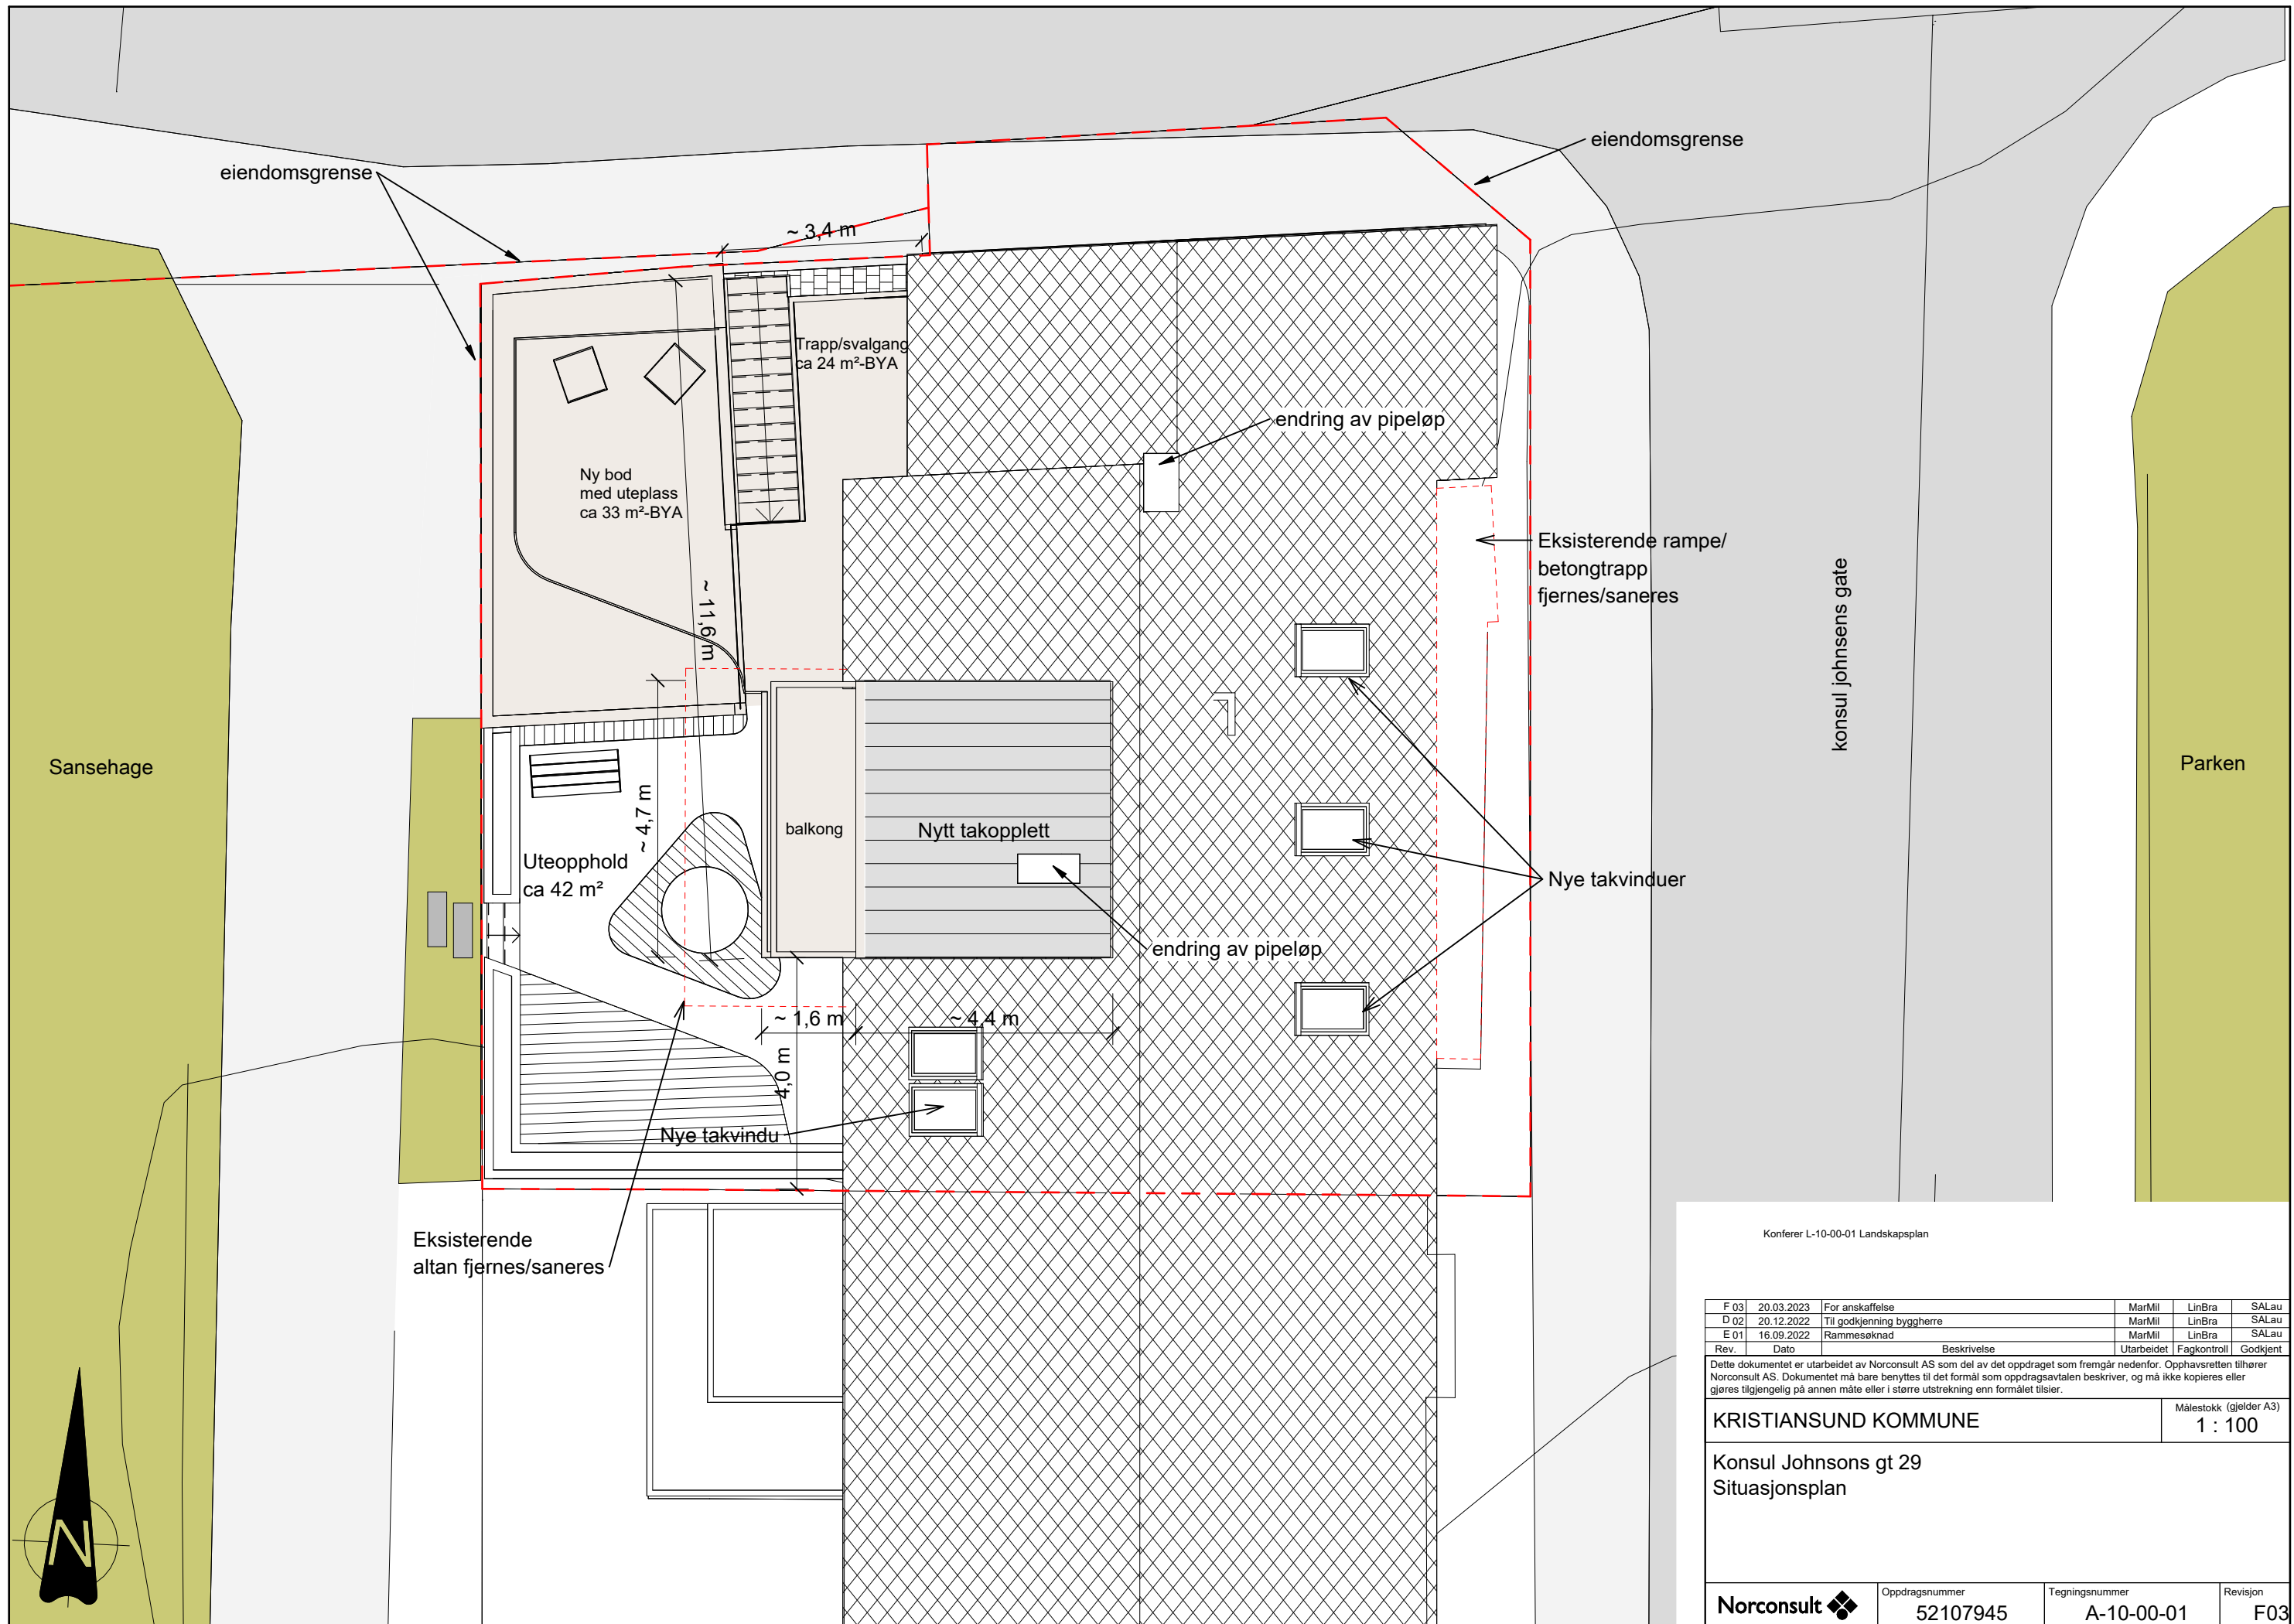 eiendomsgrense
eiendomsgrense
~ 3,4 m
Trapp/svalgang
ca 24 m²-BYA
endring av pipeløp
Ny bod
med uteplass
ca 33 m²-BYA
Eksisterende rampe/
betongtrapp
fjernes/saneres
~ 11,6 m
konsul johnsens gate
Sansehage
Parken
~ 4,7 m
balkong
Nytt takopplett
Uteopphold
ca 42 m²
Nye takvinduer
endring av pipeløp
~ 1,6 m
~ 4,4 m
4,0 m
Nye takvindu
Eksisterende
altan fjernes/saneres
N
Konferer L-10-00-01 Landskapsplan
F 03 20.03.2023 For anskaffelse MarMil LinBra SALau
D 02 20.12.2022 Til godkjenning byggherre MarMil LinBra SALau
E 01 16.09.2022 Rammesøknad MarMil LinBra SALau
Rev. Dato Beskrivelse Utarbeidet Fagkontroll Godkjent
Dette dokumentet er utarbeidet av Norconsult AS som del av det oppdraget som fremgår nedenfor. Opphavsretten tilhører
Norconsult AS. Dokumentet må bare benyttes til det formål som oppdragsavtalen beskriver, og må ikke kopieres eller
gjøres tilgjengelig på annen måte eller i større utstrekning enn formålet tilsier.
KRISTIANSUND KOMMUNE
Målestokk (gjelder A3)
1 : 100
Konsul Johnsons gt 29
Situasjonsplan
Norconsult
Oppdragsnummer
52107945
Tegningsnummer
A-10-00-01
Revisjon
F03